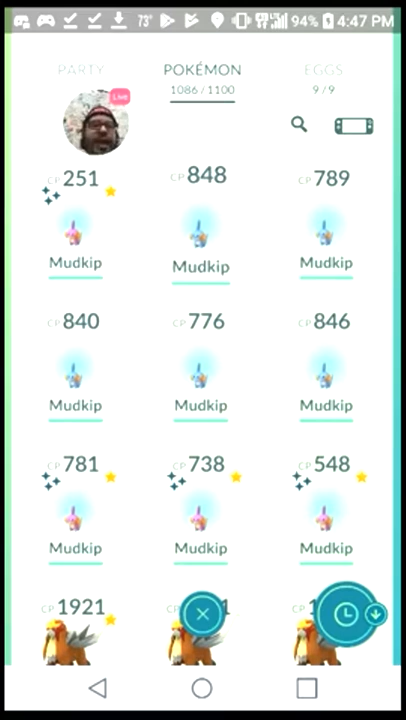 73° 94% 4:47 PM
PARTY POKÉMON EGGS
1086 / 1100 9 / 9
Live
CP 251 CP 848 CP 789
Mudkip Mudkip Mudkip
CP 840 CP 776 CP 846
Mudkip Mudkip Mudkip
CP 781 CP 738 CP 548
Mudkip Mudkip Mudkip
CP 1921